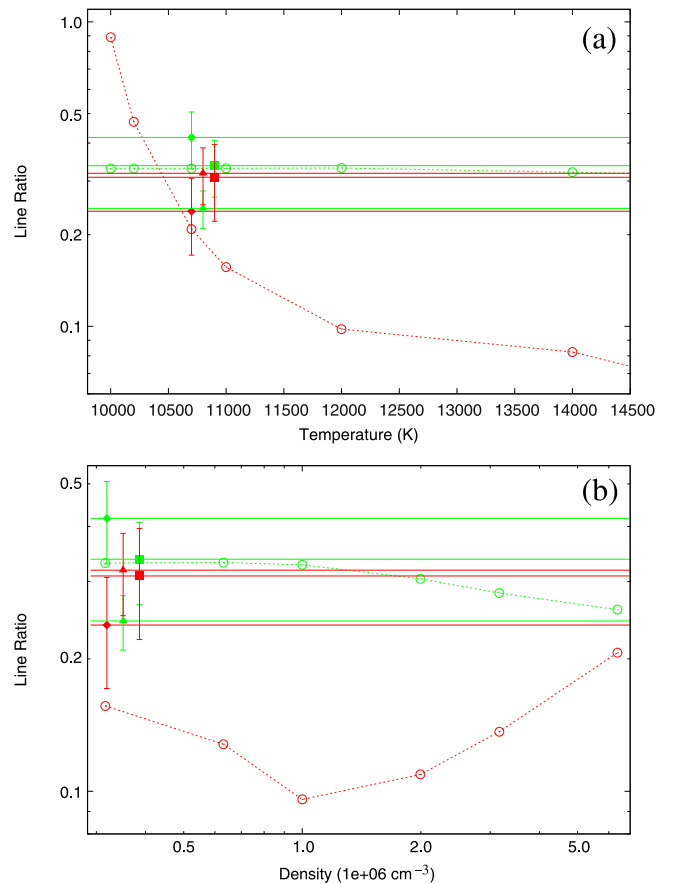 (a)
1.0
0.5
0.2
0.1
Line Ratio
10000 10500 11000 11500 12000 12500 13000 13500 14000 14500
Temperature (K)
(b)
0.5
0.2
0.1
Line Ratio
0.5 1.0 2.0 5.0
Density (1e+06 cm⁻³)